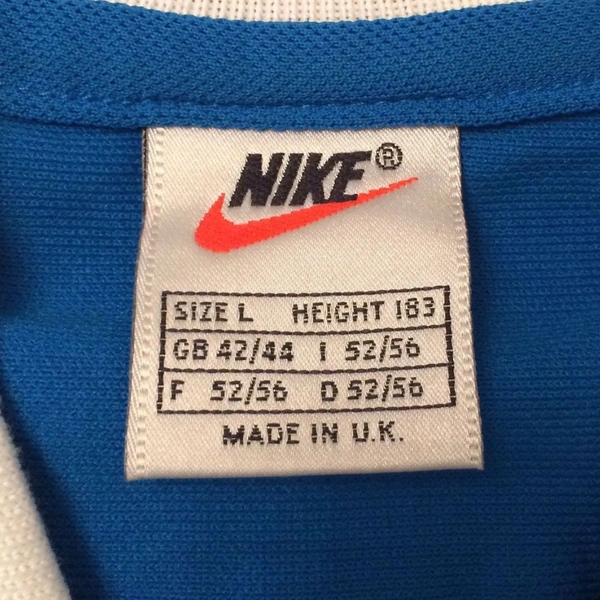 NIKE®
SIZE L HEIGHT 183
GB 42/44 I 52/56
F 52/56 D 52/56
MADE IN U.K.